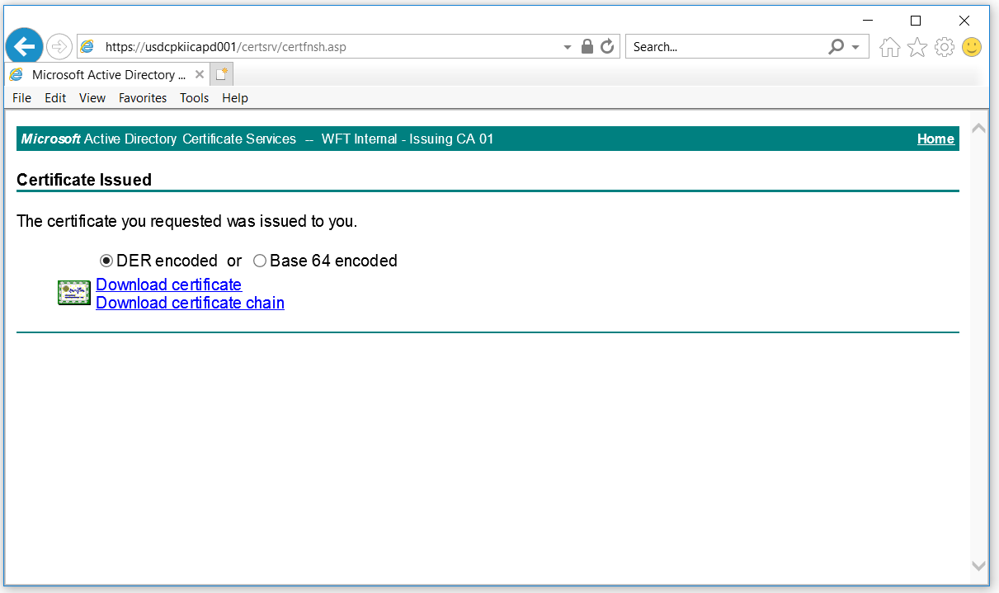 https://usdcpkiicapd001/certsrv/certfnsh.asp
Search...
Microsoft Active Directory ...
File Edit View Favorites Tools Help
Microsoft Active Directory Certificate Services -- WFT Internal - Issuing CA 01 Home
Certificate Issued
The certificate you requested was issued to you.
DER encoded or Base 64 encoded
Download certificate
Download certificate chain